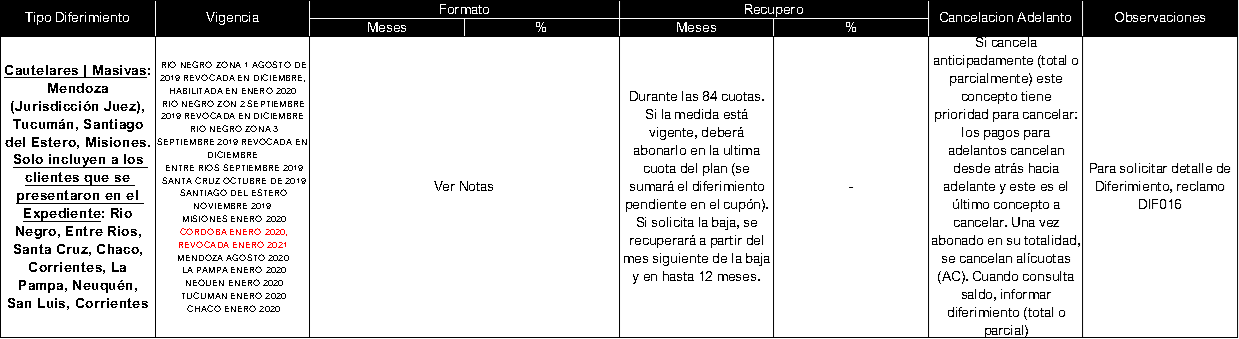 Tipo Diferimiento
Vigencia
Formato
Meses
%
Recupero
Meses
%
Cancelacion Adelanto
Observaciones
Cautelares | Masivas:
Mendoza
(Jurisdicción Juez),
Tucumán, Santiago
del Estero, Misiones.
Solo incluyen a los
clientes que se
presentaron en el
Expediente: Rio
Negro, Entre Rios,
Santa Cruz, Chaco,
Corrientes, La
Pampa, Neuquén,
San Luis, Corrientes
RIO NEGRO ZONA 1 AGOSTO DE
2019 REVOCADA EN DICIEMBRE,
HABILITADA EN ENERO 2020
RIO NEGRO ZON 2 SEPTIEMBRE
2019 REVOCADA EN DICIEMBRE
RIO NEGRO ZONA 3
SEPTIEMBRE 2019 REVOCADA EN
DICIEMBRE
ENTRE RIOS SEPTIEMBRE 2019
SANTA CRUZ OCTUBRE DE 2019
SANTIAGO DEL ESTERO
NOVIEMBRE 2019
MISIONES ENERO 2020
CORDOBA ENERO 2020,
REVOCADA ENERO 2021
MENDOZA AGOSTO 2020
LA PAMPA ENERO 2020
NEQUEN ENERO 2020
TUCUMAN ENERO 2020
CHACO ENERO 2020
Ver Notas
Durante las 84 cuotas.
Si la medida está
vigente, deberá
abonarlo en la ultima
cuota del plan (se
sumará el diferimiento
pendiente en el cupón).
Si solicita la baja, se
recuperará a partir del
mes siguiente de la baja
y en hasta 12 meses.
-
Si cancela
anticipadamente (total o
parcialmente) este
concepto tiene
prioridad para cancelar:
los pagos para
adelantos cancelan
desde atrás hacia
adelante y este es el
último concepto a
cancelar. Una vez
abonado en su totalidad,
se cancelan alícuotas
(AC). Cuando consulta
saldo, informar
diferimiento (total o
parcial)
Para solicitar detalle de
Diferimiento, reclamo
DIF016